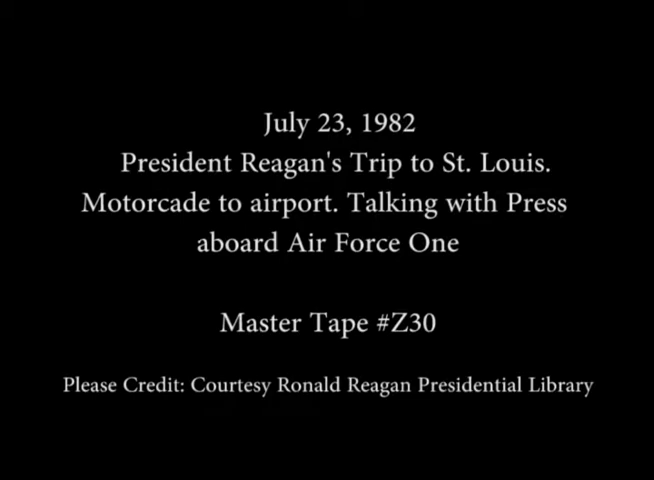 July 23, 1982
President Reagan's Trip to St. Louis.
Motorcade to airport. Talking with Press
aboard Air Force One
Master Tape #Z30
Please Credit: Courtesy Ronald Reagan Presidential Library